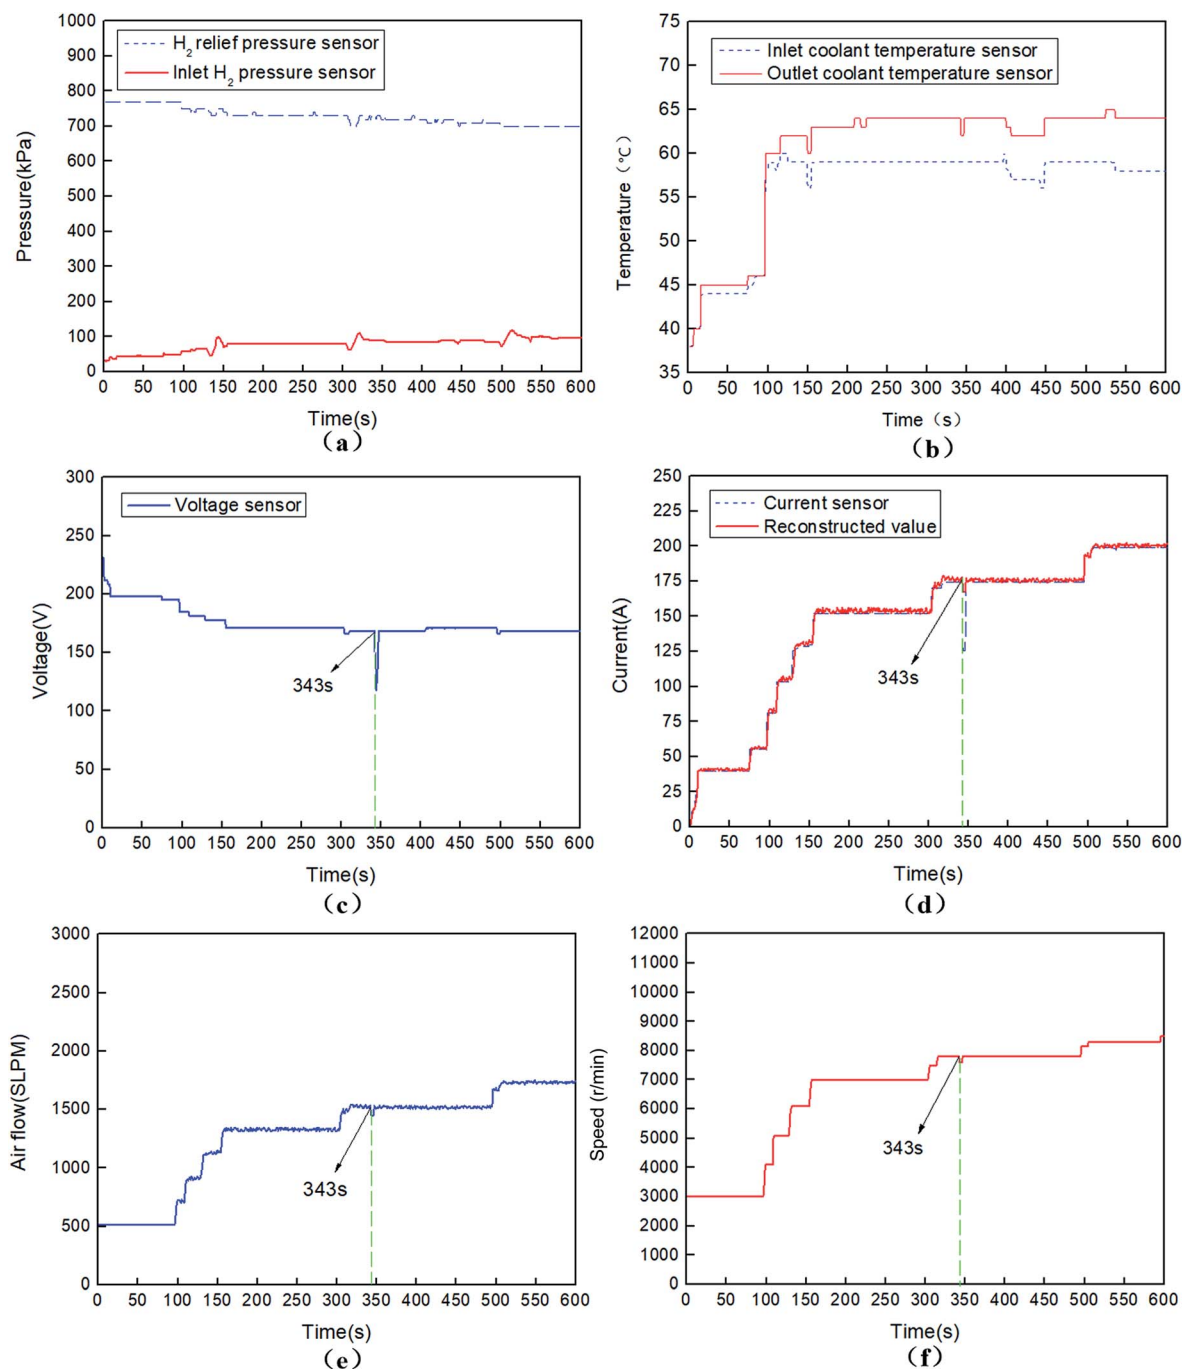 1000
900
800
700
600
500
400
300
200
100
0
Pressure(kPa)
H2 relief pressure sensor
Inlet H2 pressure sensor
0 50 100 150 200 250 300 350 400 450 500 550 600
Time(s)
(a)
75
70
65
60
55
50
45
40
35
Temperature (℃)
Inlet coolant temperature sensor
Outlet coolant temperature sensor
0 50 100 150 200 250 300 350 400 450 500 550 600
Time (s)
(b)
300
250
200
150
100
50
0
Voltage(V)
Voltage sensor
343s
0 50 100 150 200 250 300 350 400 450 500 550 600
Time(s)
(c)
250
225
200
175
150
125
100
75
50
25
0
Current(A)
Current sensor
Reconstructed value
343s
0 50 100 150 200 250 300 350 400 450 500 550 600
Time(s)
(d)
3000
2500
2000
1500
1000
500
0
Air flow(SLPM)
343s
0 50 100 150 200 250 300 350 400 450 500 550 600
Time(s)
(e)
12000
11000
10000
9000
8000
7000
6000
5000
4000
3000
2000
1000
0
Speed (r/min)
343s
0 50 100 150 200 250 300 350 400 450 500 550 600
Time(s)
(f)